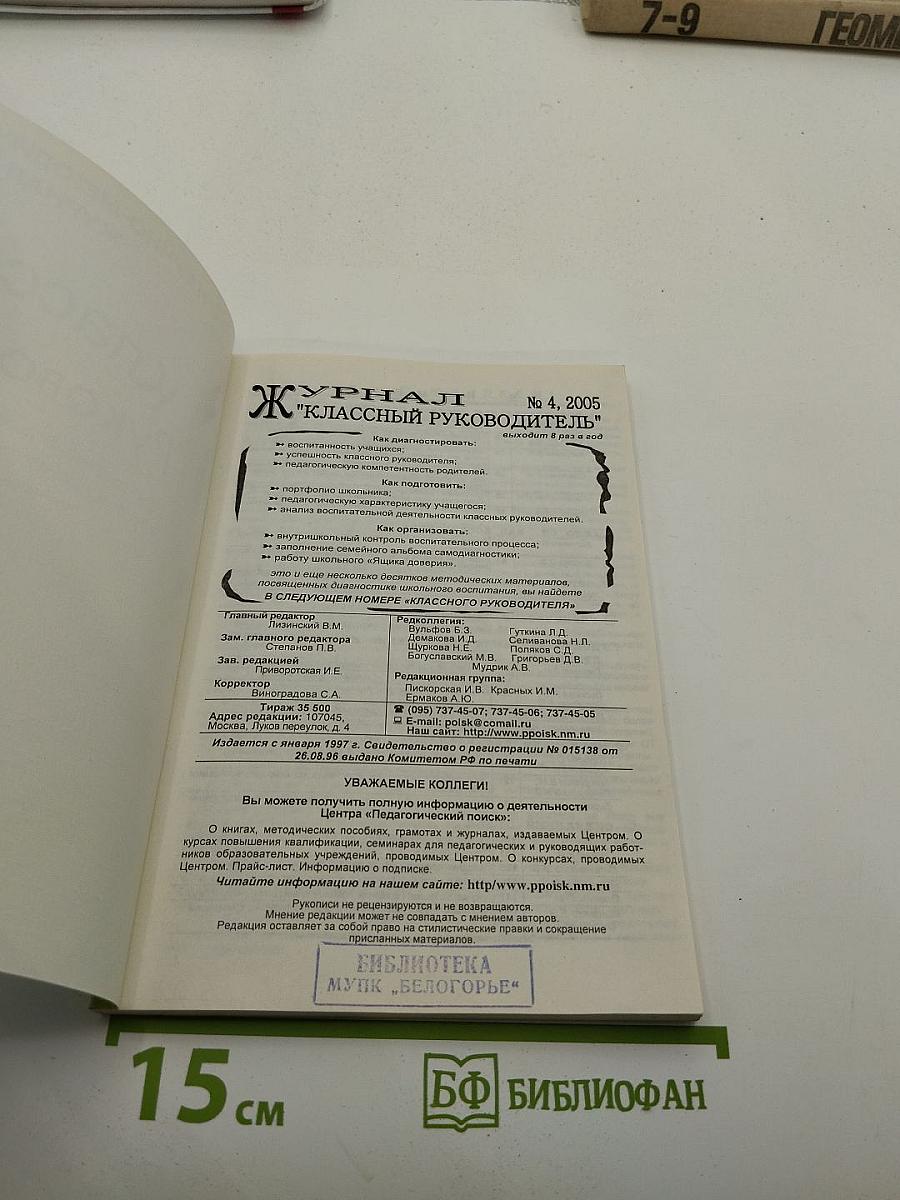 7-9
ЖУРНАЛ № 4, 2005
"КЛАССНЫЙ РУКОВОДИТЕЛЬ"
выходит 8 раз в год
Как диагностировать:
➳ воспитанность учащихся;
➳ успешность классного руководителя;
➳ педагогическую компетентность родителей.
Как подготовить:
➳ портфолио школьника;
➳ педагогическую характеристику учащегося;
➳ анализ воспитательной деятельности классных руководителей.
Как организовать:
➳ внутришкольный контроль воспитательного процесса;
➳ заполнение семейного альбома самодиагностики;
➳ работу школьного «Ящика доверия».
это и еще несколько десятков методических материалов,
посвященных диагностике школьного воспитания, вы найдете
В СЛЕДУЮЩЕМ НОМЕРЕ «КЛАССНОГО РУКОВОДИТЕЛЯ»
Главный редактор
Лизинский В.М.
Зам. главного редактора
Степанов П.В.
Зав. редакцией
Приворотская И.Е.
Корректор
Виноградова С.А.
Тираж 35 500
Адрес редакции: 107045,
Москва, Луков переулок, д. 4
Редколлегия:
Вульфов Б.З. Гуткина Л.Д.
Демакова И.Д. Селиванова Н.Л.
Щуркова Н.Е. Поляков С.Д.
Богуславский М.В. Григорьев Д.В.
Мудрик А.В.
Редакционная группа:
Пискорская И.В. Красных И.М.
Ермаков А.Ю.
☎ (095) 737-45-07; 737-45-06; 737-45-05
E-mail: poisk@comail.ru
Наш сайт: http://www.ppoisk.nm.ru
Издается с января 1997 г. Свидетельство о регистрации № 015138 от
26.08.96 выдано Комитетом РФ по печати
УВАЖАЕМЫЕ КОЛЛЕГИ!
Вы можете получить полную информацию о деятельности
Центра «Педагогический поиск»:
О книгах, методических пособиях, грамотах и журналах, издаваемых Центром. О
курсах повышения квалификации, семинарах для педагогических и руководящих работ-
ников образовательных учреждений, проводимых Центром. О конкурсах, проводимых
Центром. Прайс-лист. Информацию о подписке.
Читайте информацию на нашем сайте: http/www.ppoisk.nm.ru
Рукописи не рецензируются и не возвращаются.
Мнение редакции может не совпадать с мнением авторов.
Редакция оставляет за собой право на стилистические правки и сокращение
присланных материалов.
БИБЛИОТЕКА
МУПК „БЕЛОГОРЬЕ“
15 см
БФ БИБЛИОФАН